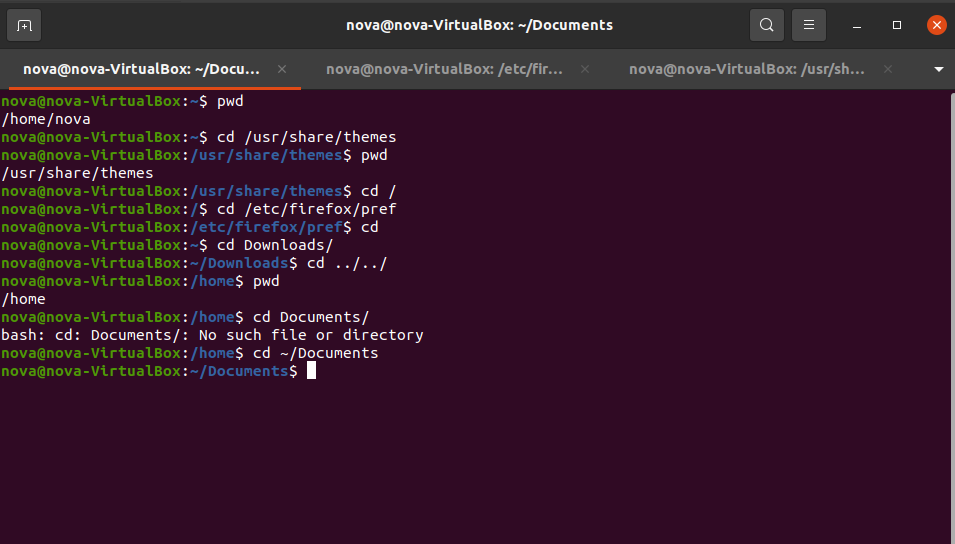 nova@nova-VirtualBox: ~/Documents
nova@nova-VirtualBox: ~/Docu...
nova@nova-VirtualBox: /etc/fir...
nova@nova-VirtualBox: /usr/sh...
nova@nova-VirtualBox:~$ pwd
/home/nova
nova@nova-VirtualBox:~$ cd /usr/share/themes
nova@nova-VirtualBox:/usr/share/themes$ pwd
/usr/share/themes
nova@nova-VirtualBox:/usr/share/themes$ cd /
nova@nova-VirtualBox:/$ cd /etc/firefox/pref
nova@nova-VirtualBox:/etc/firefox/pref$ cd
nova@nova-VirtualBox:~$ cd Downloads/
nova@nova-VirtualBox:~/Downloads$ cd ../../
nova@nova-VirtualBox:/home$ pwd
/home
nova@nova-VirtualBox:/home$ cd Documents/
bash: cd: Documents/: No such file or directory
nova@nova-VirtualBox:/home$ cd ~/Documents
nova@nova-VirtualBox:~/Documents$